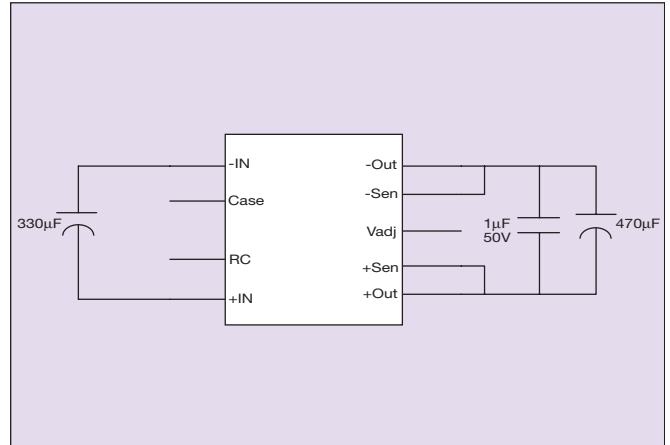 -IN
-Out
-Sen
Case
330µF
1µF
50V
470µF
Vadj
RC
+Sen
+IN
+Out